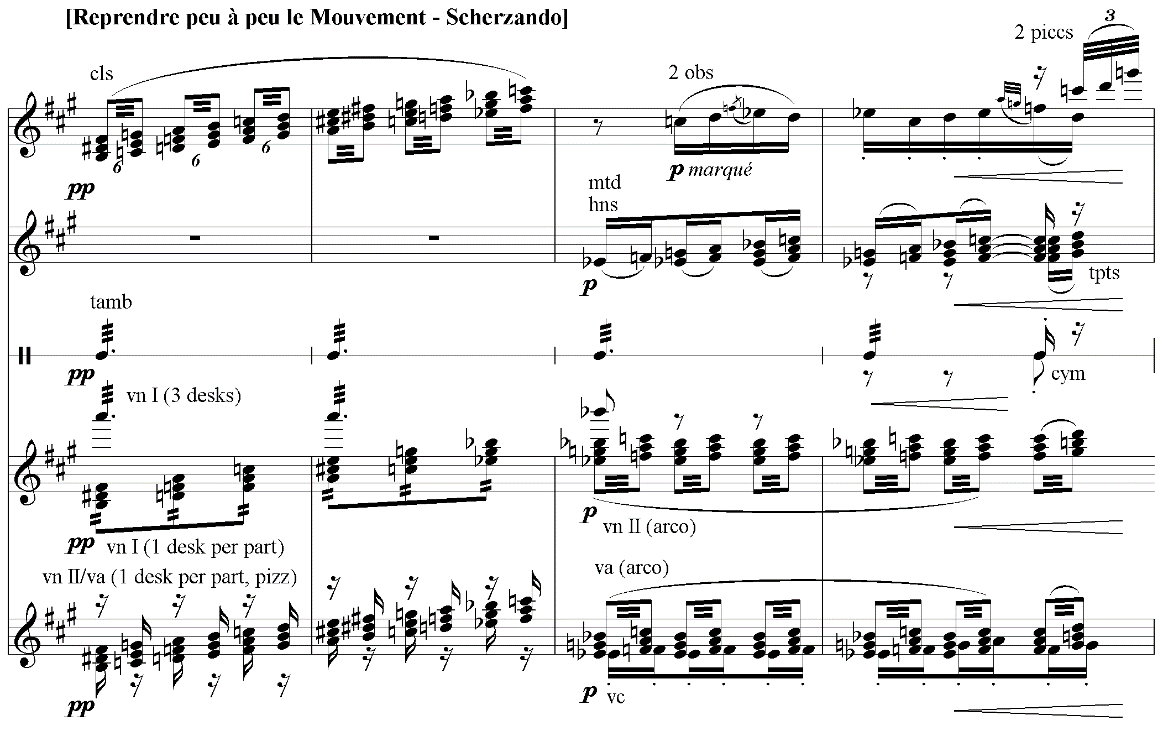 [Reprendre peu à peu le Mouvement - Scherzando]
2 piccs
3
cls
2 obs
6
6
6
pp
p marqué
mtd
hns
p
tpts
tamb
pp
cym
vn I (3 desks)
pp
vn I (1 desk per part)
p
vn II (arco)
vn II/va (1 desk per part, pizz)
va (arco)
pp
p
vc